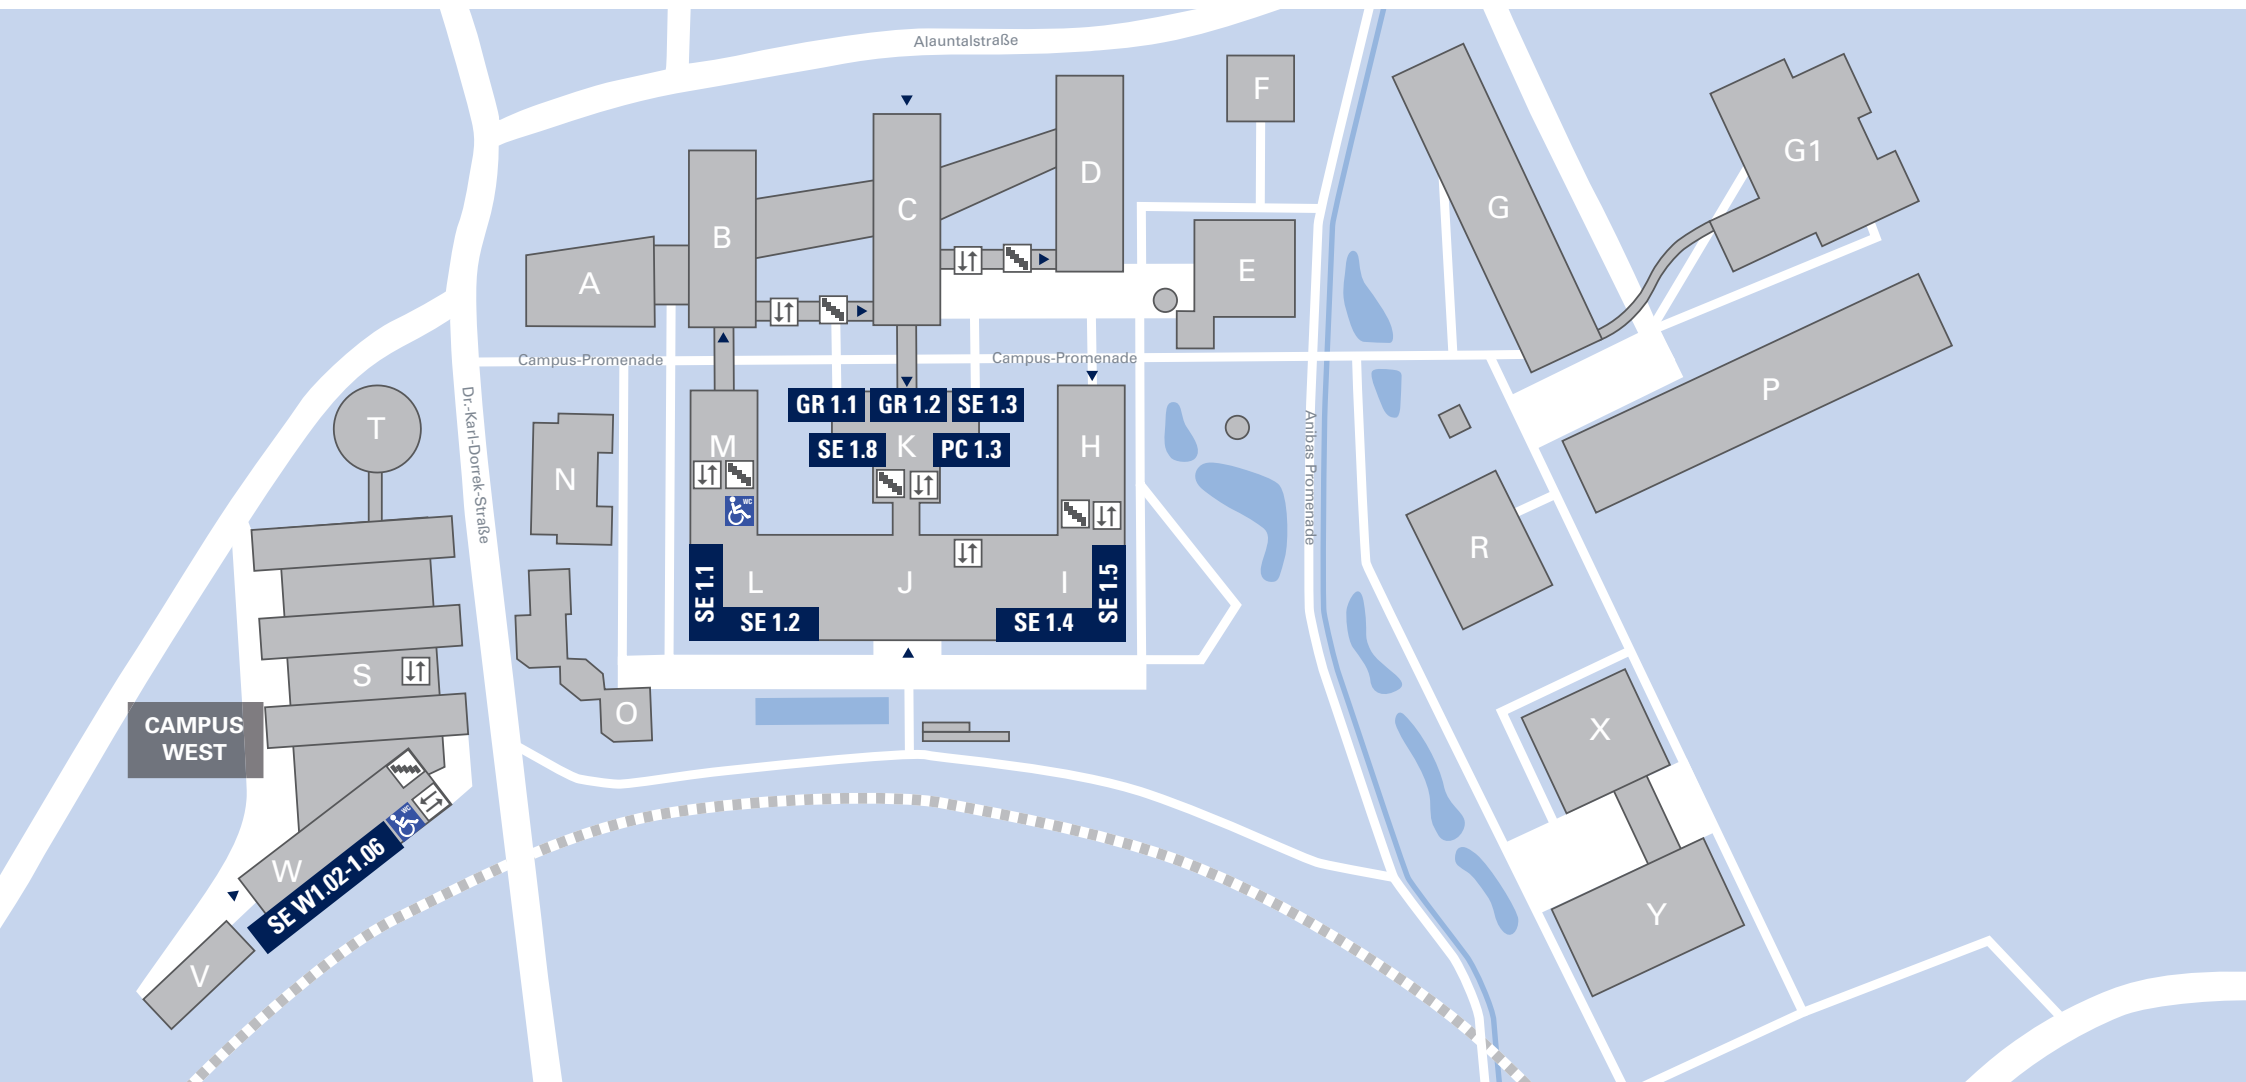 Alauntalstraße
F
D
G1
C
G
B
E
A
Campus-Promenade
Campus-Promenade
P
GR 1.1
GR 1.2
SE 1.3
T
Dr.-Karl-Dorrek-Straße
M
SE 1.8
K
PC 1.3
H
Anibas Promenade
N
WC
R
SE 1.1
L
J
I
SE 1.5
SE 1.2
SE 1.4
S
O
CAMPUS
WEST
X
WC
W
SE W1.02-1.06
Y
V